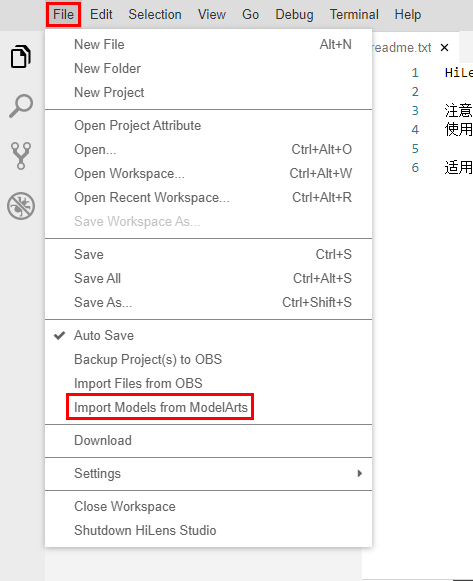 File Edit Selection View Go Debug Terminal Help
New File Alt+N
New Folder
New Project
Open Project Attribute
Open... Ctrl+Alt+O
Open Workspace... Ctrl+Alt+W
Open Recent Workspace... Ctrl+Alt+R
Save Workspace As...
Save Ctrl+S
Save All Ctrl+Alt+S
Save As... Ctrl+Shift+S
Auto Save
Backup Project(s) to OBS
Import Files from OBS
Import Models from ModelArts
Download
Settings
Close Workspace
Shutdown HiLens Studio
readme.txt
1 HiLe
2
3 注意
4 使用
5
6 适用